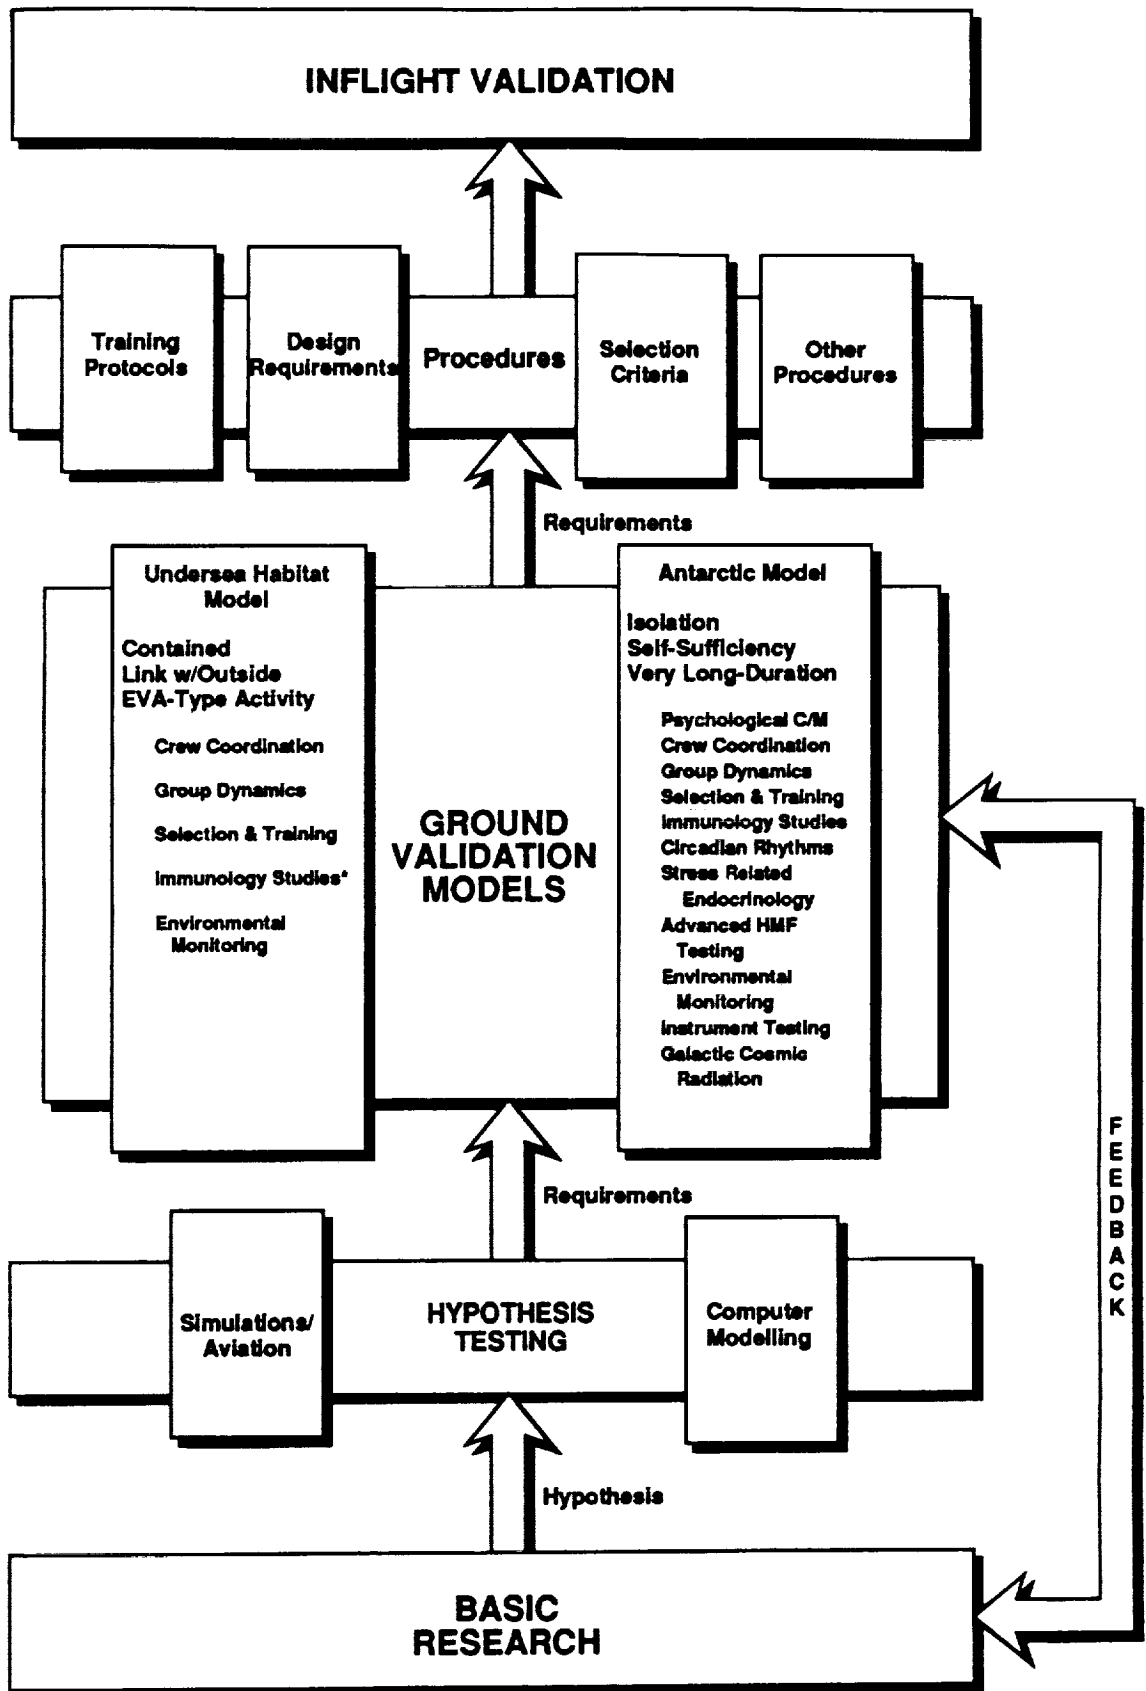 INFLIGHT VALIDATION
Training
Protocols
Design
Requirements
Procedures
Selection
Criteria
Other
Procedures
Requirements
Undersea Habitat
Model
Contained
Link w/Outside
EVA-Type Activity
Crew Coordination
Group Dynamics
Selection & Training
Immunology Studies*
Environmental
Monitoring
GROUND
VALIDATION
MODELS
Antarctic Model
Isolation
Self-Sufficiency
Very Long-Duration
Psychological C/M
Crew Coordination
Group Dynamics
Selection & Training
Immunology Studies
Circadian Rhythms
Stress Related
Endocrinology
Advanced HMF
Testing
Environmental
Monitoring
Instrument Testing
Galactic Cosmic
Radiation
FEEDBACK
Requirements
Simulations/
Aviation
HYPOTHESIS
TESTING
Computer
Modelling
Hypothesis
BASIC
RESEARCH